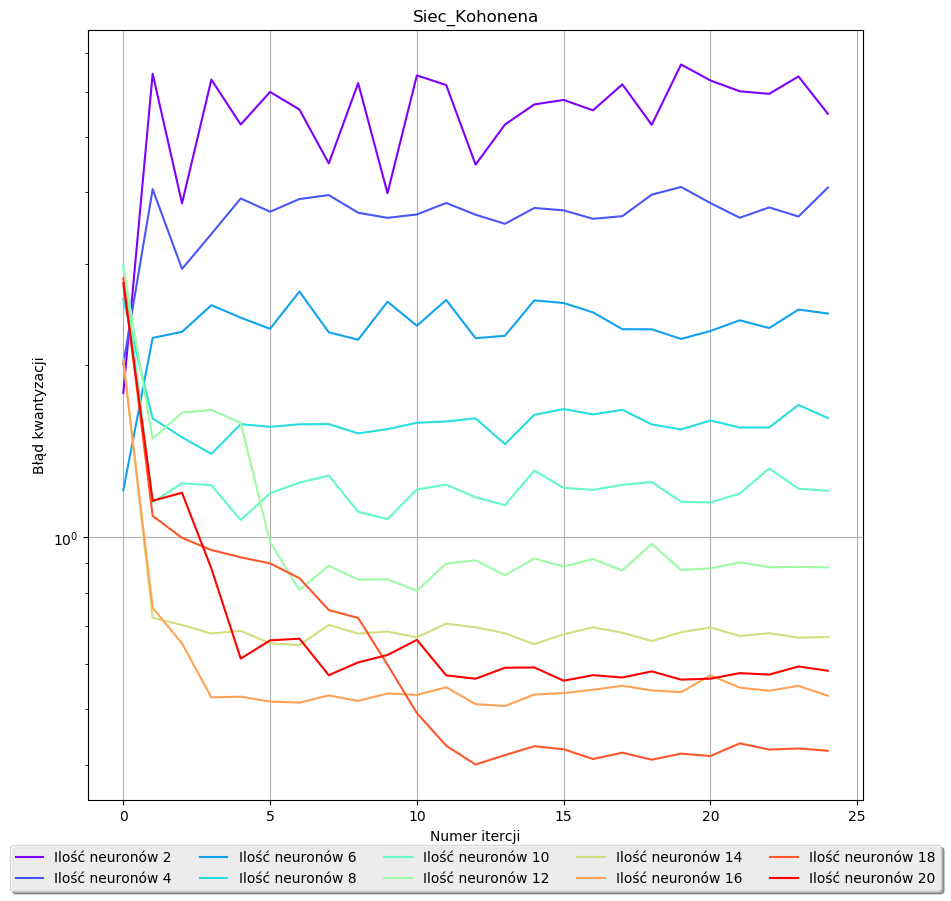 Siec_Kohonena
Błąd kwantyzacji
10⁰
0 5 10 15 20 25
Numer itercji
Ilość neuronów 2 Ilość neuronów 6 Ilość neuronów 10 Ilość neuronów 14 Ilość neuronów 18
Ilość neuronów 4 Ilość neuronów 8 Ilość neuronów 12 Ilość neuronów 16 Ilość neuronów 20